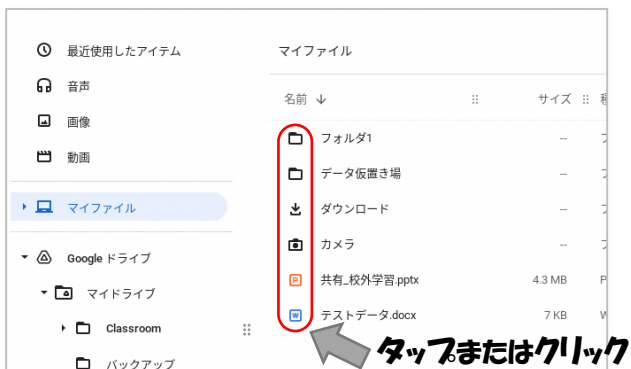 最近使用したアイテム
音声
画像
動画
マイファイル
Google ドライブ
マイドライブ
Classroom
バックアップ
マイファイル
名前 サイズ 種
フォルダ1 -- フ
データ仮置き場 -- フ
ダウンロード -- フ
カメラ -- フ
共有_校外学習.pptx 4.3 MB P
テストデータ.docx 7 KB W
タップまたはクリック